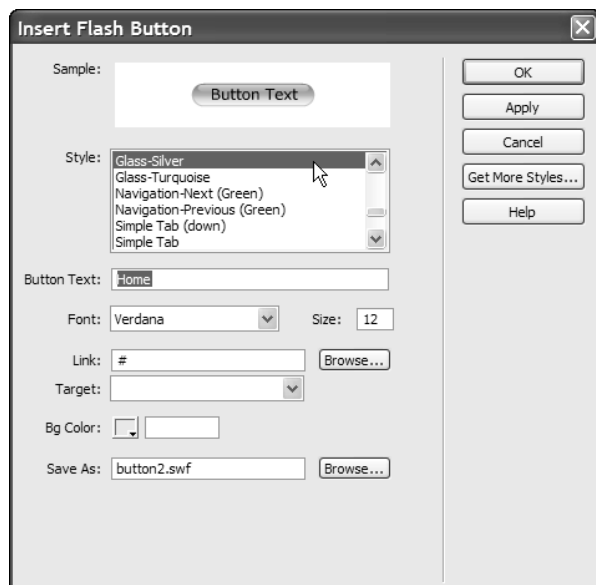 Insert Flash Button
Sample:
Button Text
Style:
Glass-Silver
Glass-Turquoise
Navigation-Next (Green)
Navigation-Previous (Green)
Simple Tab (down)
Simple Tab
Button Text: Home
Font: Verdana Size: 12
Link: # Browse...
Target:
Bg Color:
Save As: button2.swf Browse...
OK
Apply
Cancel
Get More Styles...
Help